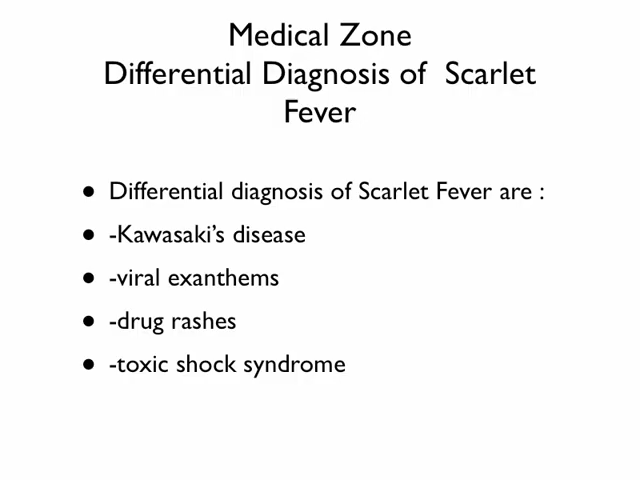 Medical Zone
Differential Diagnosis of Scarlet
Fever
• Differential diagnosis of Scarlet Fever are :
• -Kawasaki's disease
• -viral exanthems
• -drug rashes
• -toxic shock syndrome